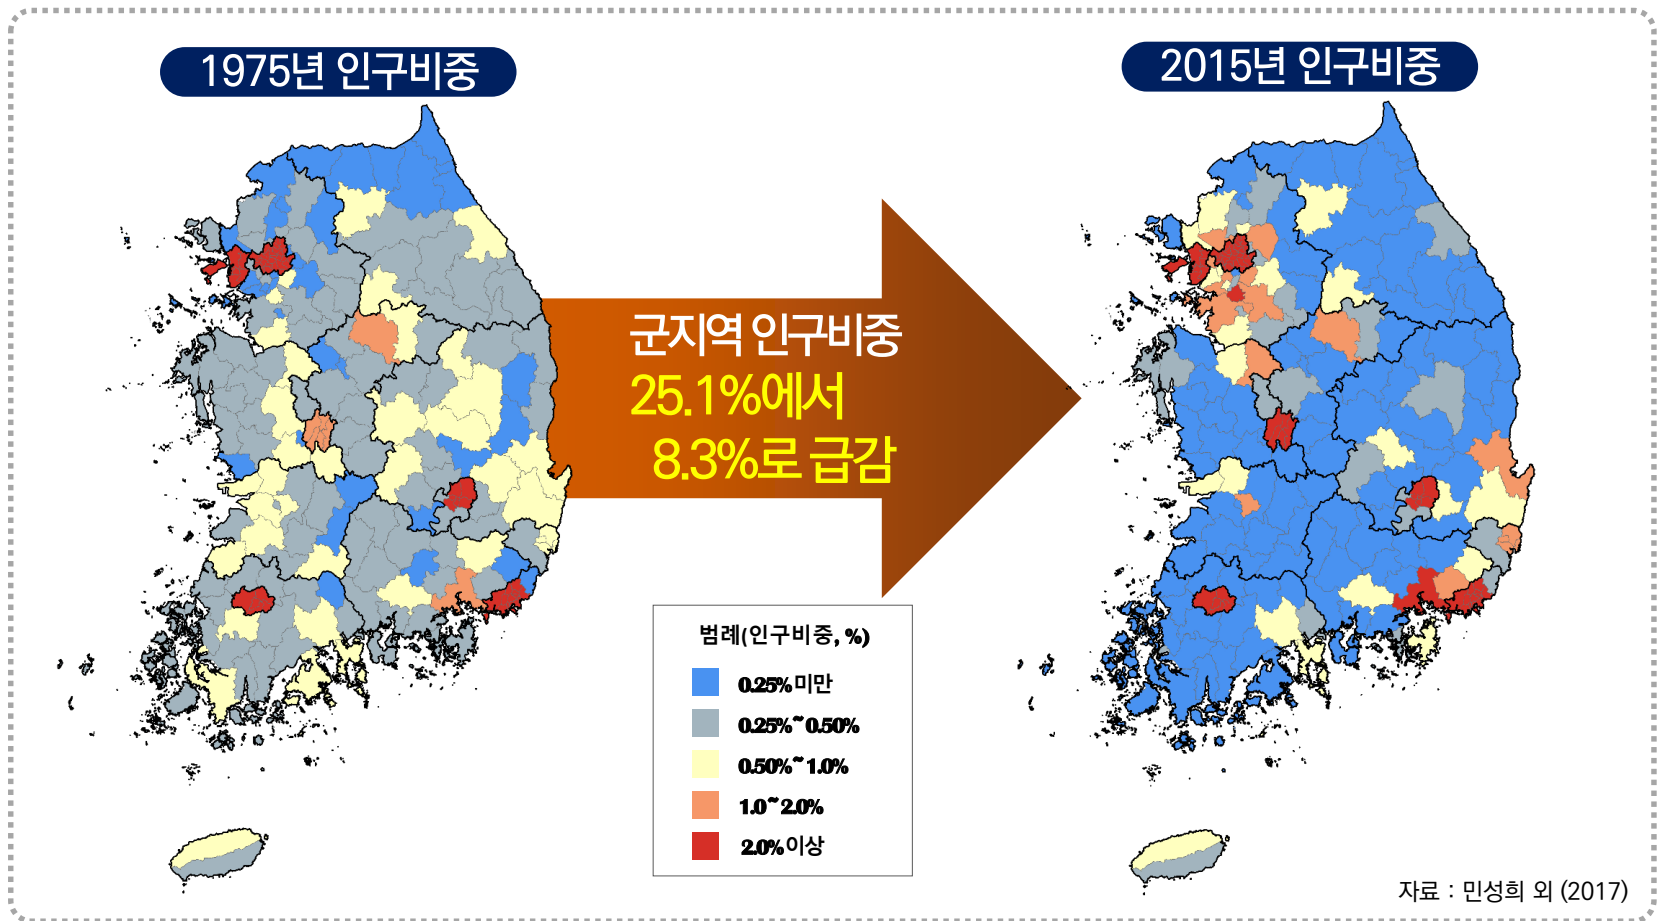 1975년 인구비중
2015년 인구비중
군지역 인구비중
25.1%에서
8.3%로 급감
범례(인구비중, %)
0.25% 미만
0.25% ~ 0.50%
0.50% ~ 1.0%
1.0 ~ 2.0%
2.0% 이상
자료 : 민성희 외 (2017)